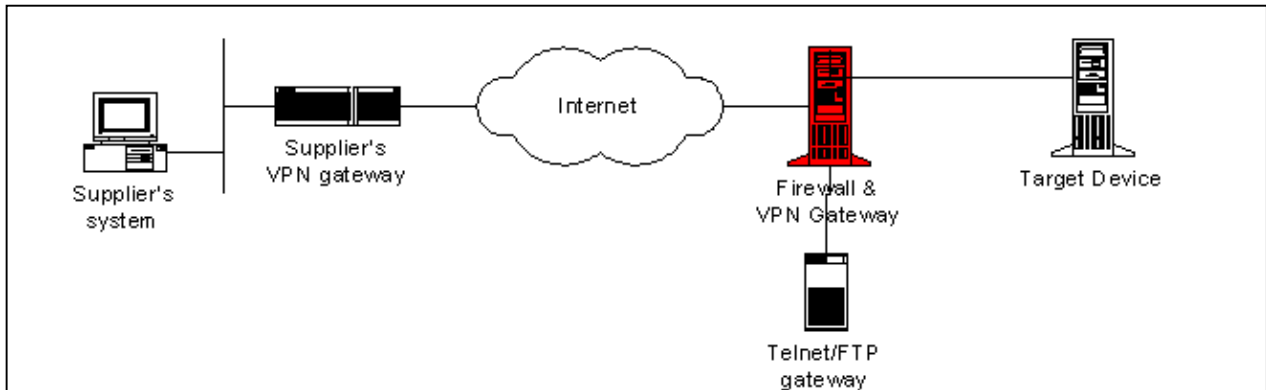 Internet
Supplier's
VPN gateway
Supplier's
system
Firewall &
VPN Gateway
Target Device
Telnet/FTP
gateway